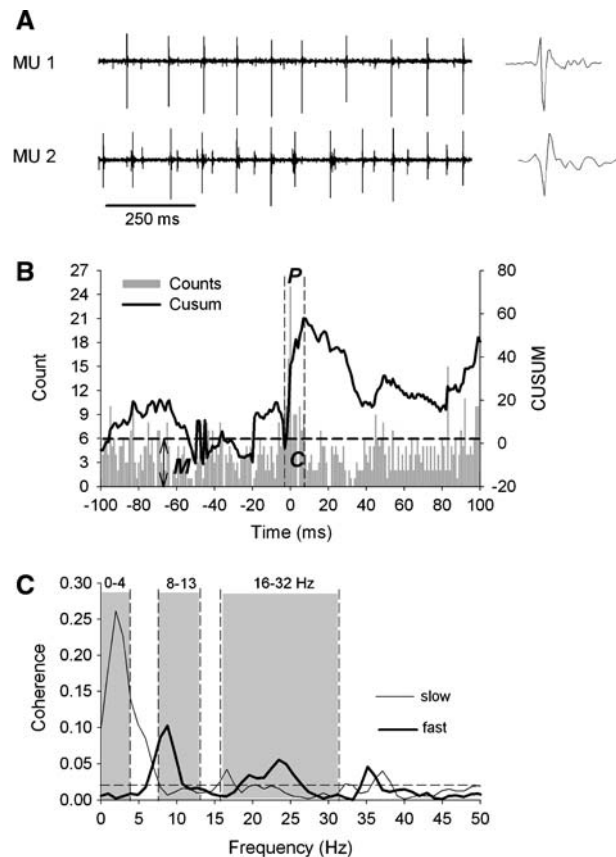 A
MU 1
MU 2
250 ms
B
P
27
24
21
18
15
12
9
6
3
0
Counts
Cusum
80
60
40
20
0
-20
Count
CUSUM
M
C
-100 -80 -60 -40 -20 0 20 40 60 80 100
Time (ms)
C
0-4 8-13 16-32 Hz
0.30
0.25
0.20
0.15
0.10
0.05
0.00
Coherence
slow
fast
0 5 10 15 20 25 30 35 40 45 50
Frequency (Hz)